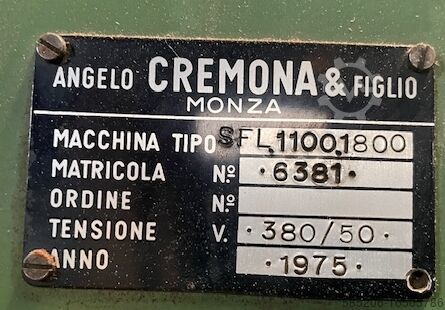 ANGELO CREMONA & FIGLIO
MONZA
MACCHINA TIPO SFL.1100.1800
MATRICOLA Nº ·6381·
ORDINE Nº
TENSIONE V. ·380/50·
ANNO ·1975·